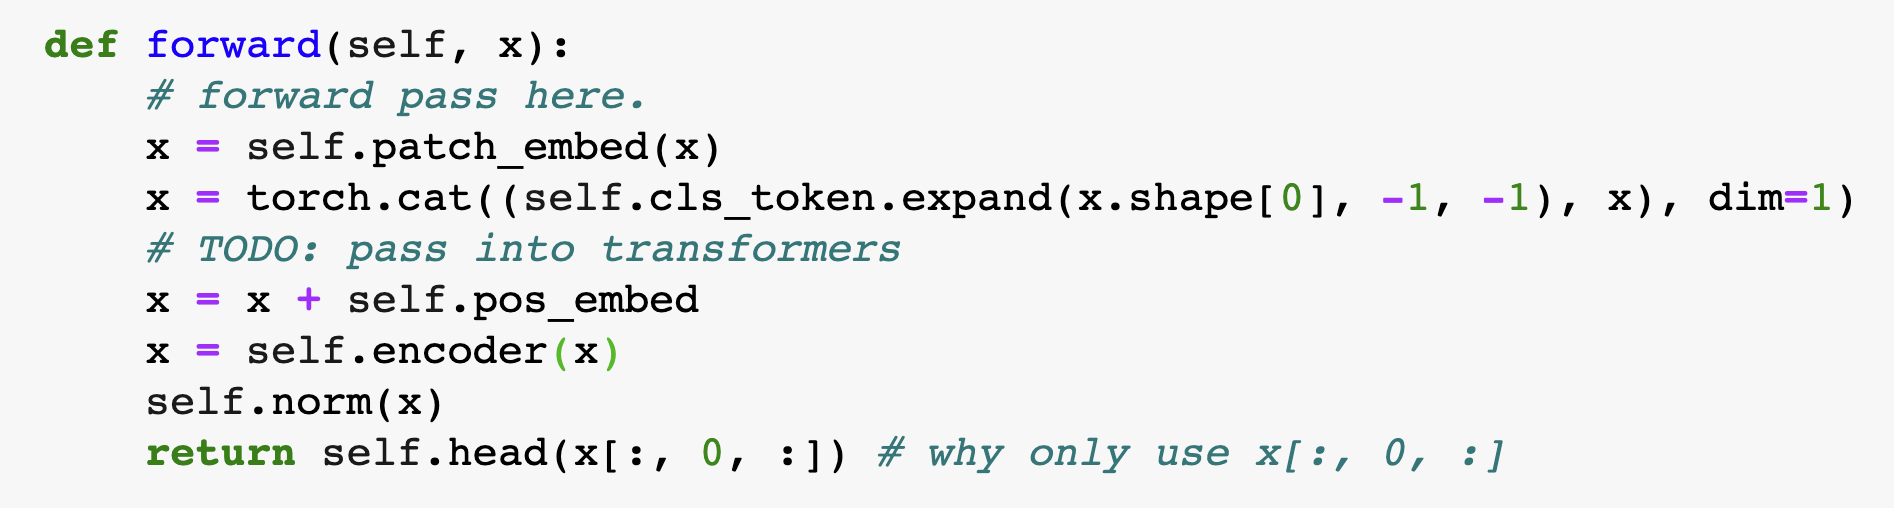 def forward(self, x):
    # forward pass here.
    x = self.patch_embed(x)
    x = torch.cat((self.cls_token.expand(x.shape[0], -1, -1), x), dim=1)
    # TODO: pass into transformers
    x = x + self.pos_embed
    x = self.encoder(x)
    self.norm(x)
    return self.head(x[:, 0, :]) # why only use x[:, 0, :]